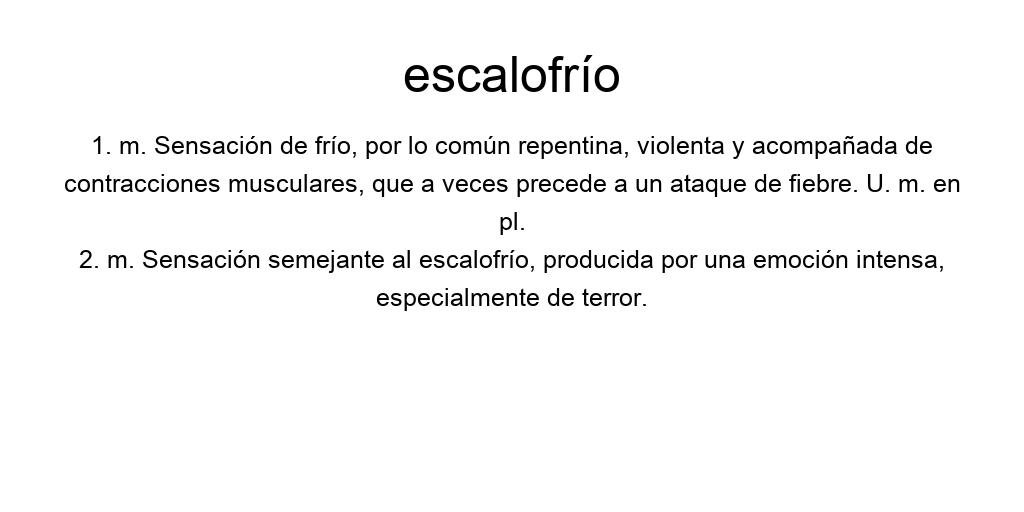 escalofrío
1. m. Sensación de frío, por lo común repentina, violenta y acompañada de
contracciones musculares, que a veces precede a un ataque de fiebre. U. m. en
pl.
2. m. Sensación semejante al escalofrío, producida por una emoción intensa,
especialmente de terror.